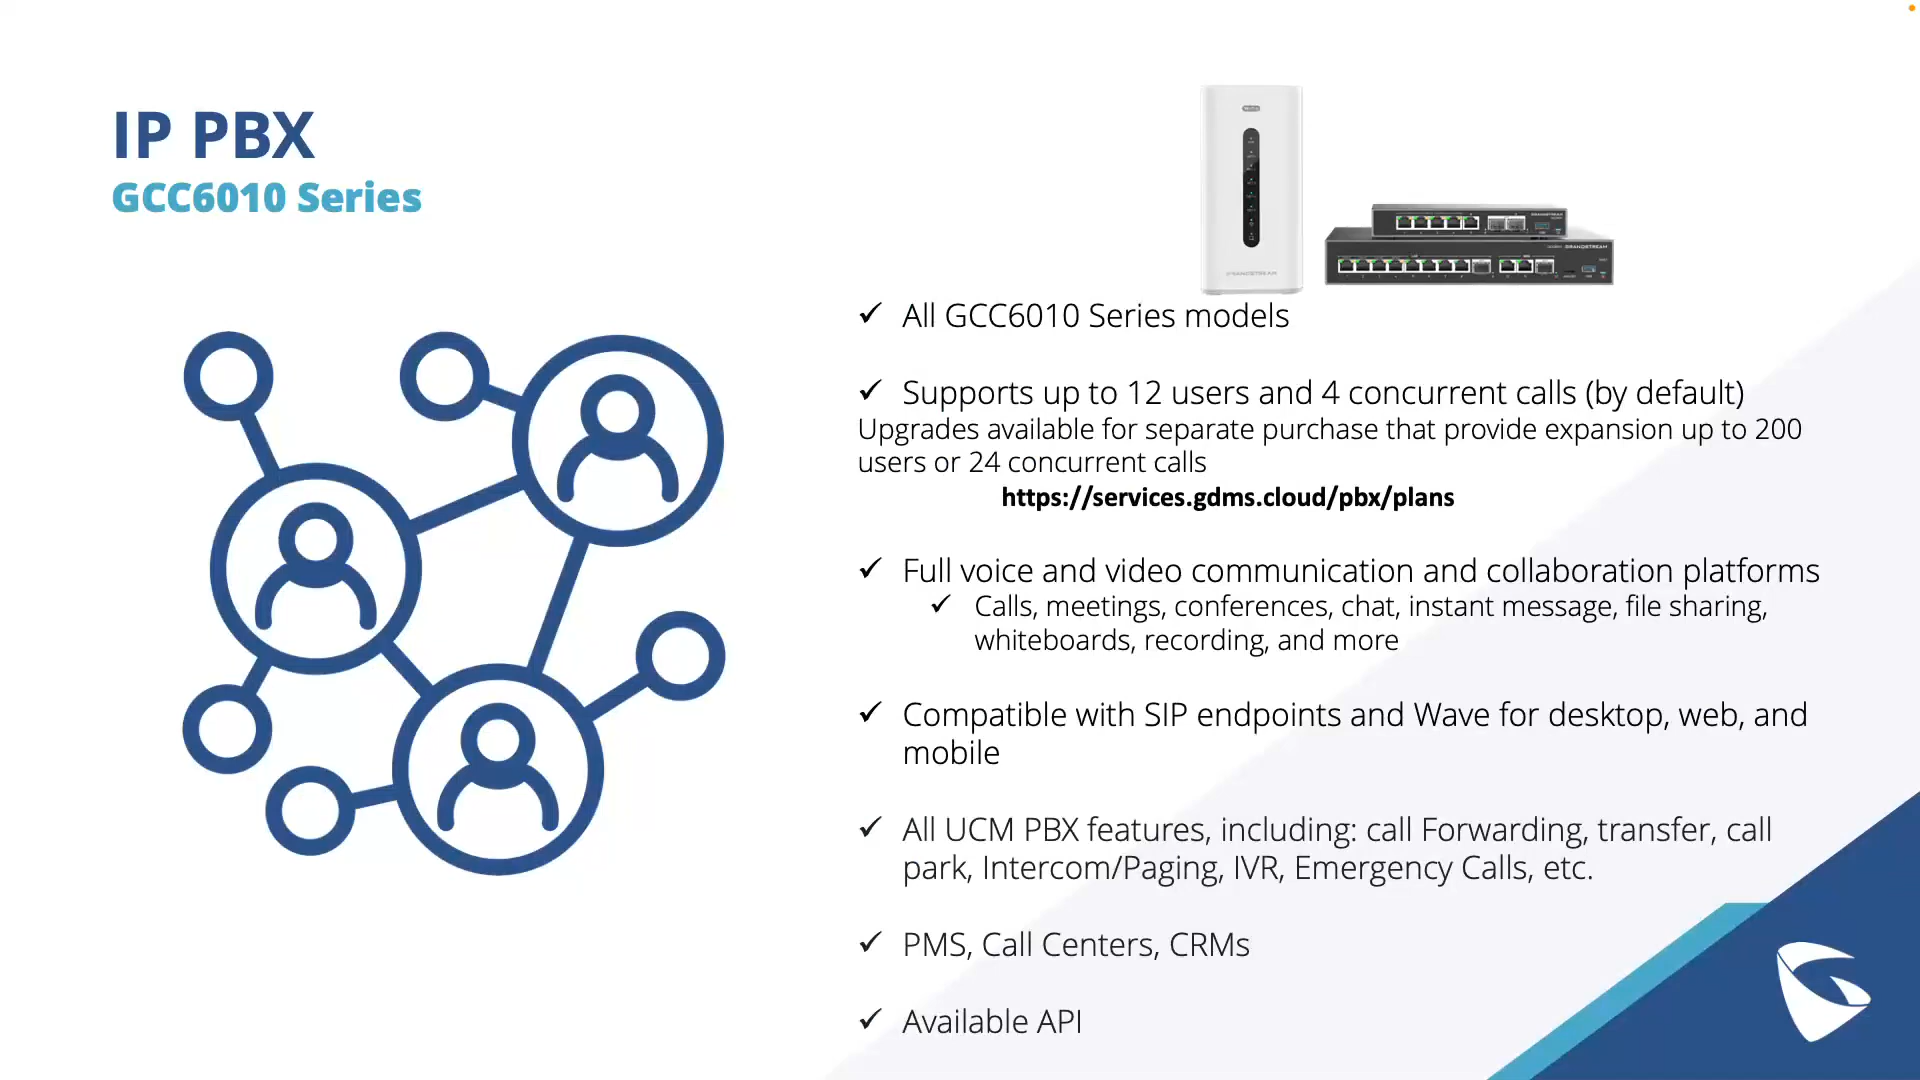 IP PBX
GCC6010 Series
GRANDSTREAM
GRANDSTREAM
GRANDSTREAM
✓ All GCC6010 Series models
✓ Supports up to 12 users and 4 concurrent calls (by default)
Upgrades available for separate purchase that provide expansion up to 200
users or 24 concurrent calls
https://services.gdms.cloud/pbx/plans
✓ Full voice and video communication and collaboration platforms
✓ Calls, meetings, conferences, chat, instant message, file sharing,
whiteboards, recording, and more
✓ Compatible with SIP endpoints and Wave for desktop, web, and
mobile
✓ All UCM PBX features, including: call Forwarding, transfer, call
park, Intercom/Paging, IVR, Emergency Calls, etc.
✓ PMS, Call Centers, CRMs
✓ Available API